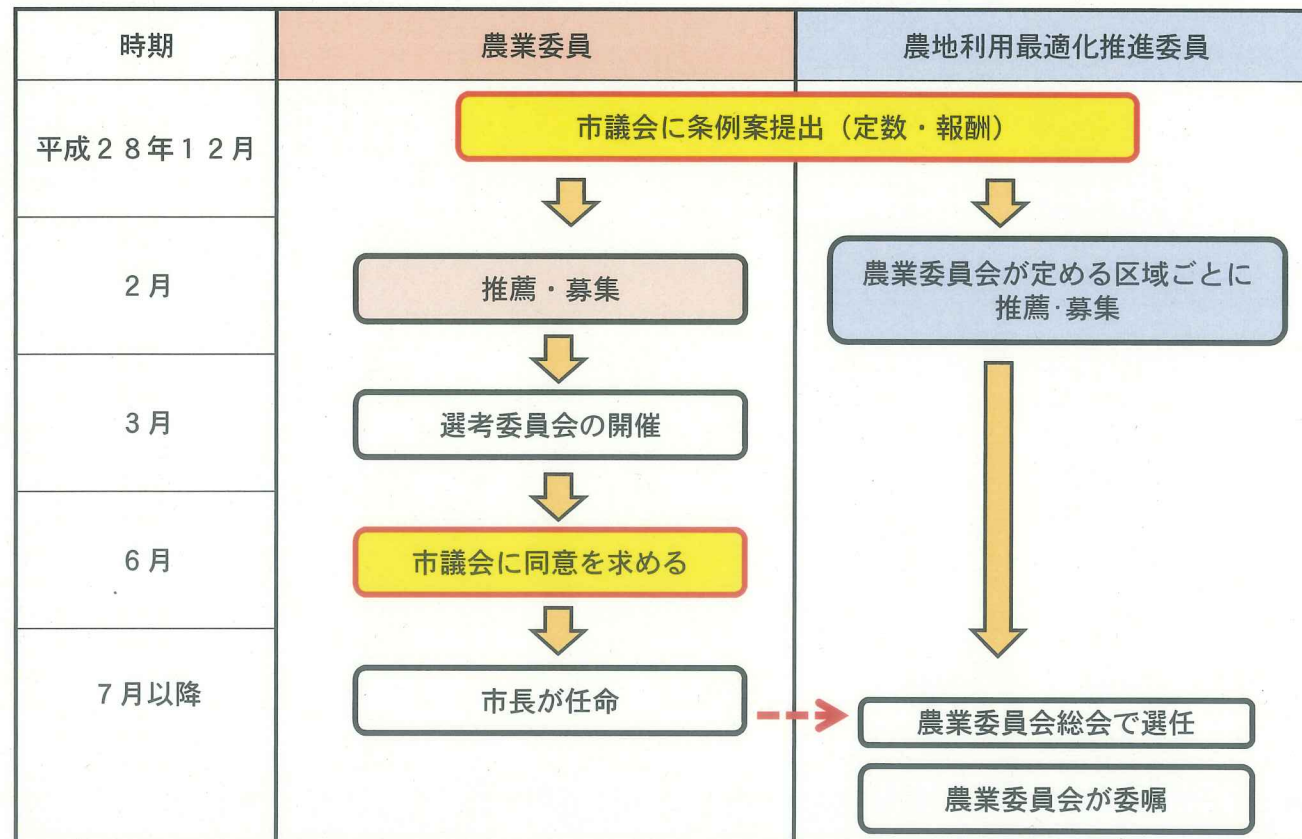 時期
農業委員
農地利用最適化推進委員
平成28年12月
市議会に条例案提出（定数・報酬）
2月
推薦・募集
農業委員会が定める区域ごとに
推薦･募集
3月
選考委員会の開催
6月
市議会に同意を求める
7月以降
市長が任命
農業委員会総会で選任
農業委員会が委嘱